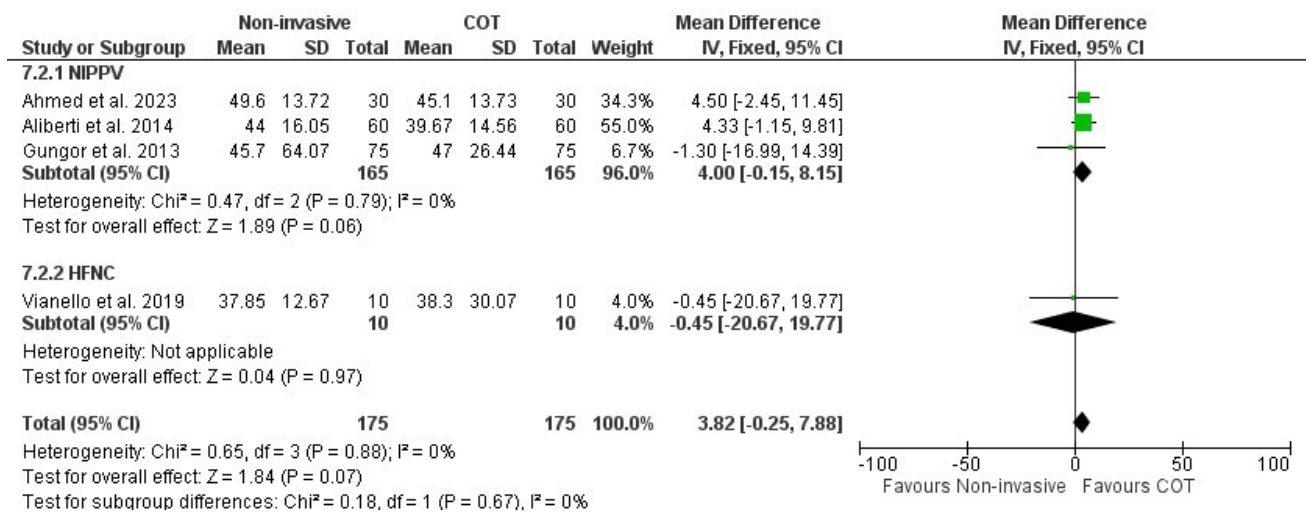 Non-invasive COT Mean Difference Mean Difference
Study or Subgroup Mean SD Total Mean SD Total Weight IV, Fixed, 95% CI IV, Fixed, 95% CI
7.2.1 NIPPV
Ahmed et al. 2023 49.6 13.72 30 45.1 13.73 30 34.3% 4.50 [-2.45, 11.45]
Aliberti et al. 2014 44 16.05 60 39.67 14.56 60 55.0% 4.33 [-1.15, 9.81]
Gungor et al. 2013 45.7 64.07 75 47 26.44 75 6.7% -1.30 [-16.99, 14.39]
Subtotal (95% CI) 165 165 96.0% 4.00 [-0.15, 8.15]
Heterogeneity: Chi² = 0.47, df = 2 (P = 0.79); I² = 0%
Test for overall effect: Z = 1.89 (P = 0.06)
7.2.2 HFNC
Vianello et al. 2019 37.85 12.67 10 38.3 30.07 10 4.0% -0.45 [-20.67, 19.77]
Subtotal (95% CI) 10 10 4.0% -0.45 [-20.67, 19.77]
Heterogeneity: Not applicable
Test for overall effect: Z = 0.04 (P = 0.97)
Total (95% CI) 175 175 100.0% 3.82 [-0.25, 7.88]
Heterogeneity: Chi² = 0.65, df = 3 (P = 0.88); I² = 0%
Test for overall effect: Z = 1.84 (P = 0.07)
Test for subgroup differences: Chi² = 0.18, df = 1 (P = 0.67), I² = 0%
-100 -50 0 50 100
Favours Non-invasive Favours COT